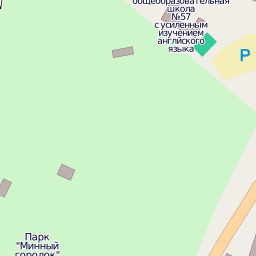 общеобразовательная
школа
№57
с усиленным
изучением
английского
языка
P
Парк
"Минный
городок"